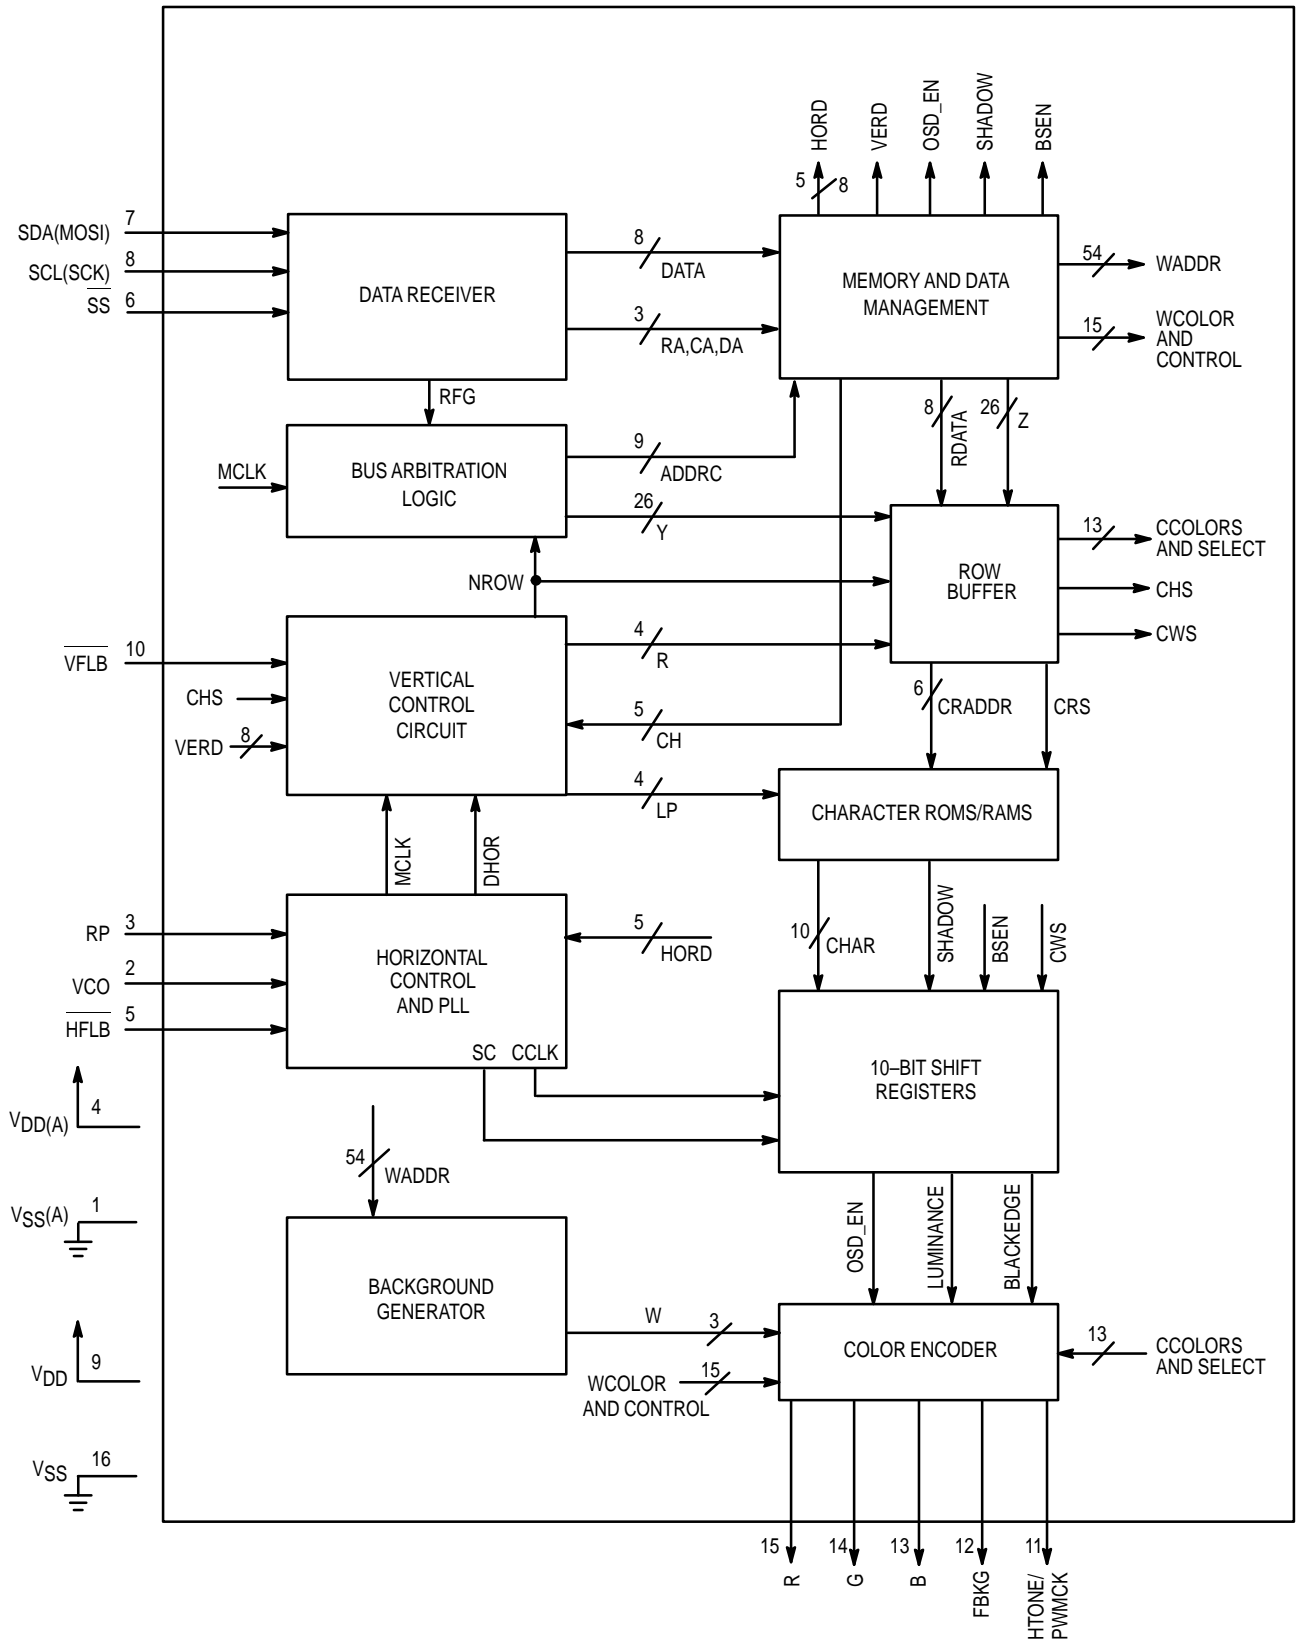 HORD
VERD
OSD_EN
SHADOW
BSEN
5
8
SDA(MOSI)
7
SCL(SCK)
8
SS
6
DATA RECEIVER
8
DATA
3
RA,CA,DA
MEMORY AND DATA
MANAGEMENT
54
WADDR
15
WCOLOR
AND
CONTROL
RFG
8
RDATA
26
Z
MCLK
BUS ARBITRATION
LOGIC
9
ADDRC
26
Y
NROW
ROW
BUFFER
13
CCOLORS
AND SELECT
CHS
CWS
VFLB
10
CHS
VERD
8
VERTICAL
CONTROL
CIRCUIT
4
R
5
CH
4
LP
6
CRADDR
CRS
CHARACTER ROMS/RAMS
MCLK
DHOR
RP
3
VCO
2
HFLB
5
HORIZONTAL
CONTROL
AND PLL
SC
CCLK
5
HORD
10
CHAR
SHADOW
BSEN
CWS
10–BIT SHIFT
REGISTERS
VDD(A)
4
54
WADDR
VSS(A)
1
BACKGROUND
GENERATOR
OSD_EN
LUMINANCE
BLACKEDGE
W
3
15
WCOLOR
AND CONTROL
COLOR ENCODER
13
CCOLORS
AND SELECT
VDD
9
VSS
16
15
14
13
12
11
R
G
B
FBKG
HTONE/
PWMCK